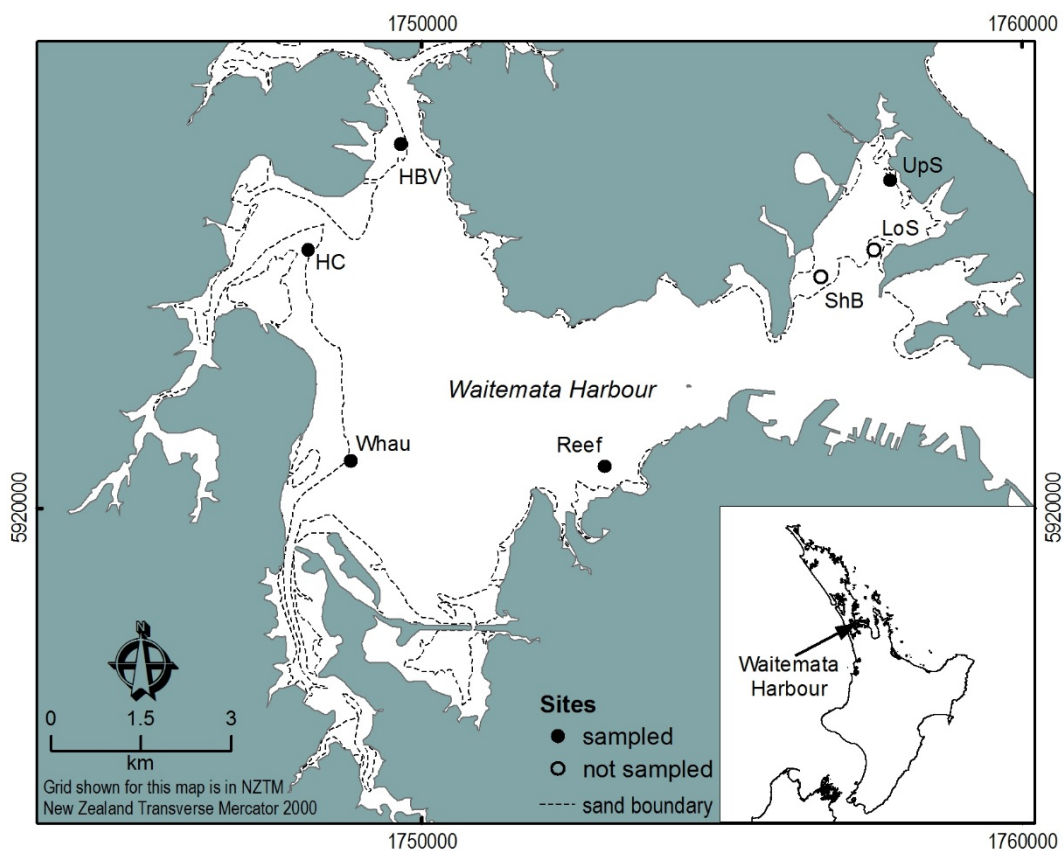 1750000
1760000
HBV
UpS
LoS
HC
ShB
Waitemata Harbour
Whau
Reef
5920000
5920000
N
Waitemata
Harbour
Sites
sampled
not sampled
sand boundary
0 1.5 3
km
Grid shown for this map is in NZTM
New Zealand Transverse Mercator 2000
1750000
1760000